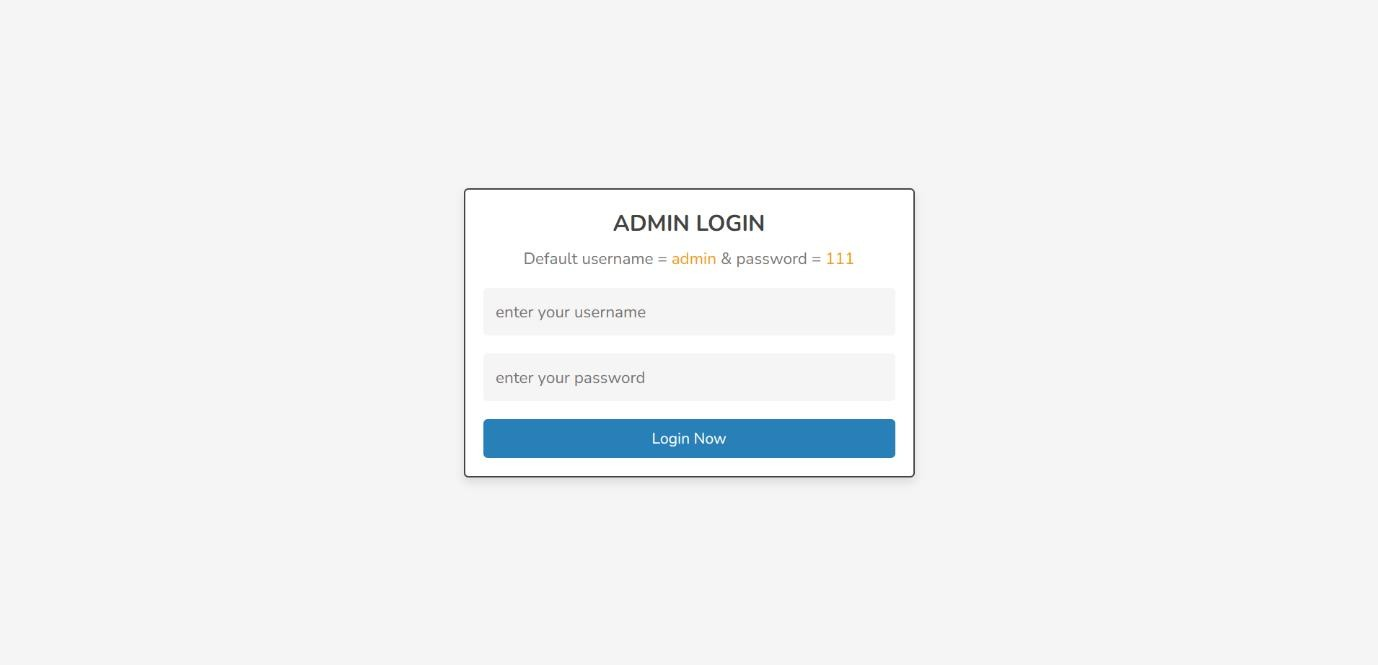 ADMIN LOGIN
Default username = admin & password = 111
enter your username
enter your password
Login Now